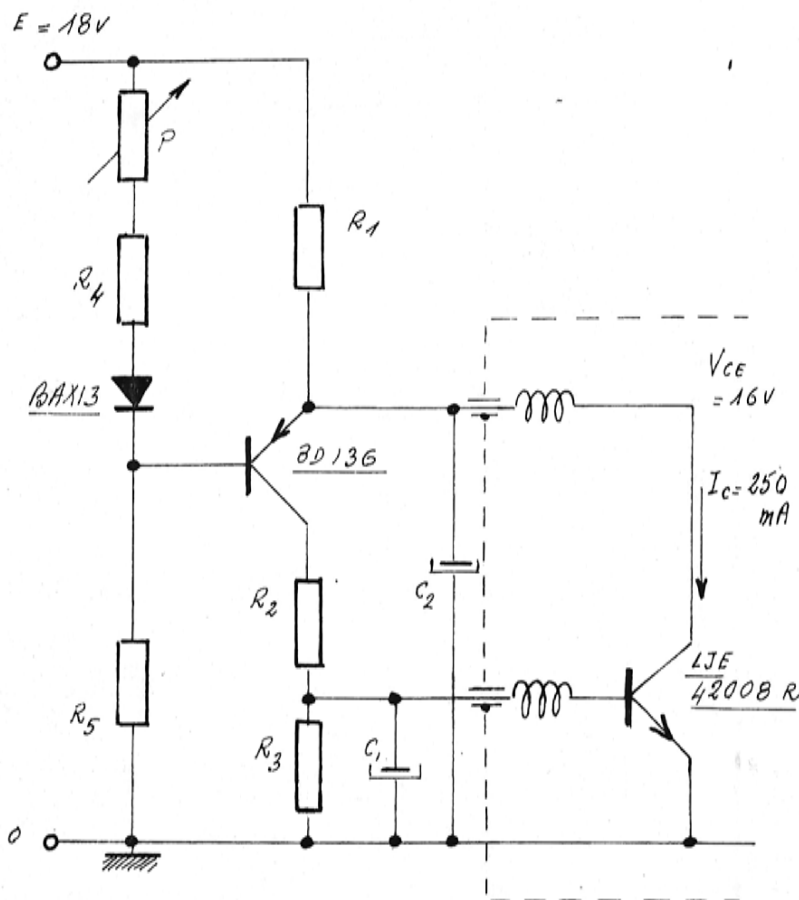 E = 18V
P
R1
R4
VCE
= 16V
BAX13
BD136
IC = 250
mA
C2
R2
LJE
42008 R
R5
R3
C1
0